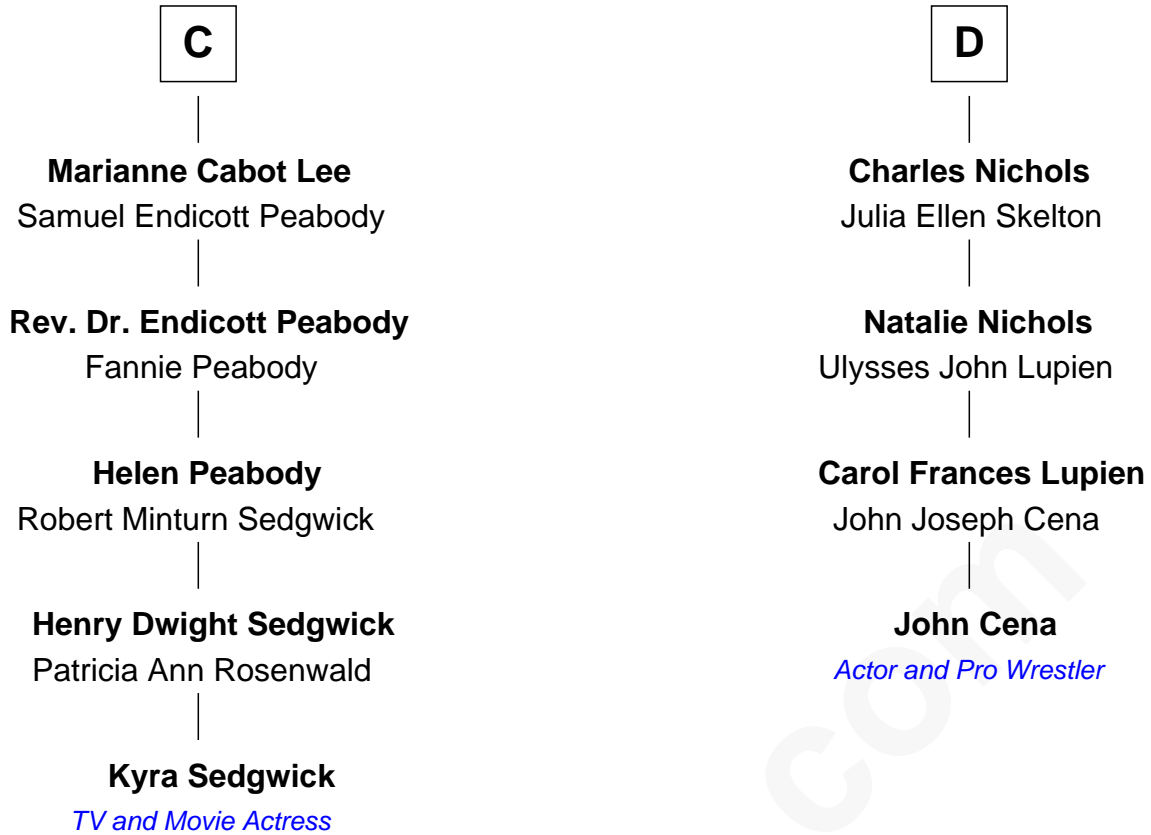 C
Marianne Cabot Lee
Samuel Endicott Peabody
Rev. Dr. Endicott Peabody
Fannie Peabody
Helen Peabody
Robert Minturn Sedgwick
Henry Dwight Sedgwick
Patricia Ann Rosenwald
Kyra Sedgwick
TV and Movie Actress
D
Charles Nichols
Julia Ellen Skelton
Natalie Nichols
Ulysses John Lupien
Carol Frances Lupien
John Joseph Cena
John Cena
Actor and Pro Wrestler
com